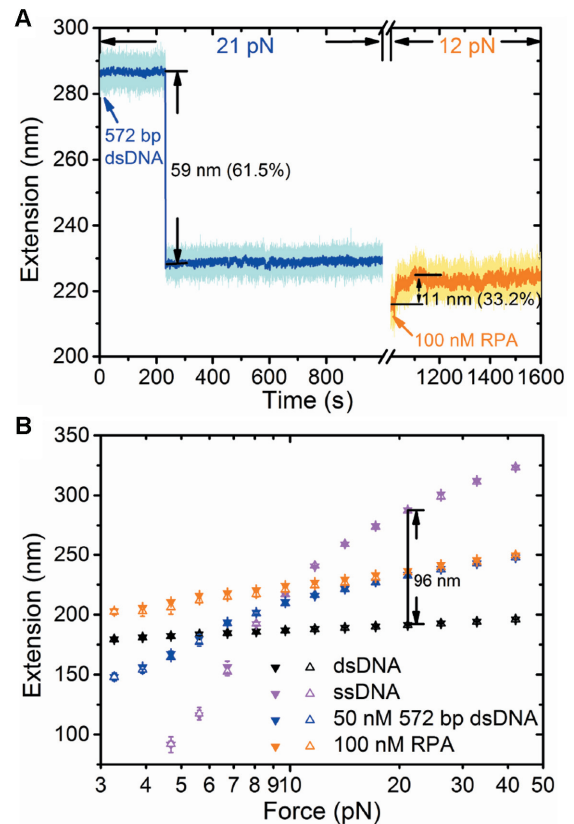 A
300
290
280
230
220
210
200
Extension (nm)
21 pN
12 pN
572 bp
dsDNA
59 nm (61.5%)
11 nm (33.2%)
100 nM RPA
0 200 400 600 800 1200 1400 1600
Time (s)
B
350
300
250
200
150
100
Extension (nm)
96 nm
dsDNA
ssDNA
50 nM 572 bp dsDNA
100 nM RPA
3 4 5 6 7 8 9 10 20 30 40 50
Force (pN)